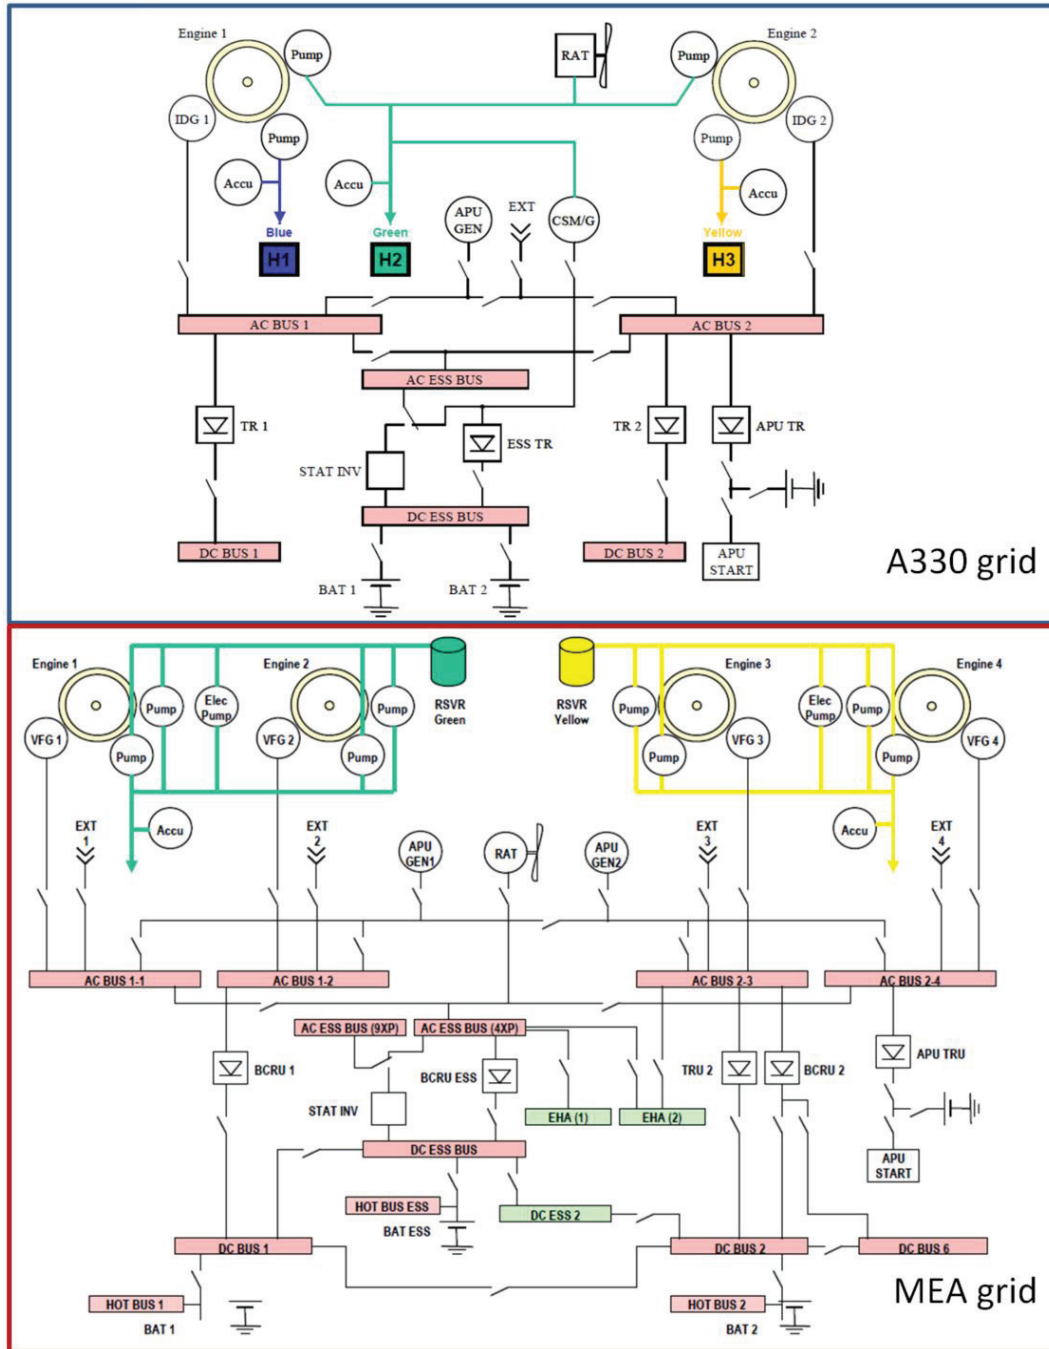 Engine 1
Pump
RAT
Pump
Engine 2
IDG 1
Pump
Pump
IDG 2
Accu
Accu
Accu
APU
GEN
EXT
CSM/G
Blue
Green
Yellow
H1
H2
H3
AC BUS 1
AC BUS 2
AC ESS BUS
TR 1
ESS TR
TR 2
APU TR
STAT INV
DC ESS BUS
DC BUS 1
DC BUS 2
APU
START
BAT 1
BAT 2
A330 grid
Engine 1
Engine 2
RSVR
Green
RSVR
Yellow
Engine 3
Engine 4
Pump
Elec
Pump
Pump
Pump
Elec
Pump
Pump
VFG 1
Pump
VFG 2
Pump
Pump
VFG 3
Pump
VFG 4
EXT
1
Accu
EXT
2
APU
GEN1
RAT
APU
GEN2
EXT
3
Accu
EXT
4
AC BUS 1-1
AC BUS 1-2
AC BUS 2-3
AC BUS 2-4
AC ESS BUS (9XP)
AC ESS BUS (4XP)
BCRU 1
BCRU ESS
TRU 2
BCRU 2
APU TRU
STAT INV
EHA (1)
EHA (2)
DC ESS BUS
APU
START
HOT BUS ESS
DC ESS 2
BAT ESS
DC BUS 1
DC BUS 2
DC BUS 6
HOT BUS 1
HOT BUS 2
BAT 1
BAT 2
MEA grid